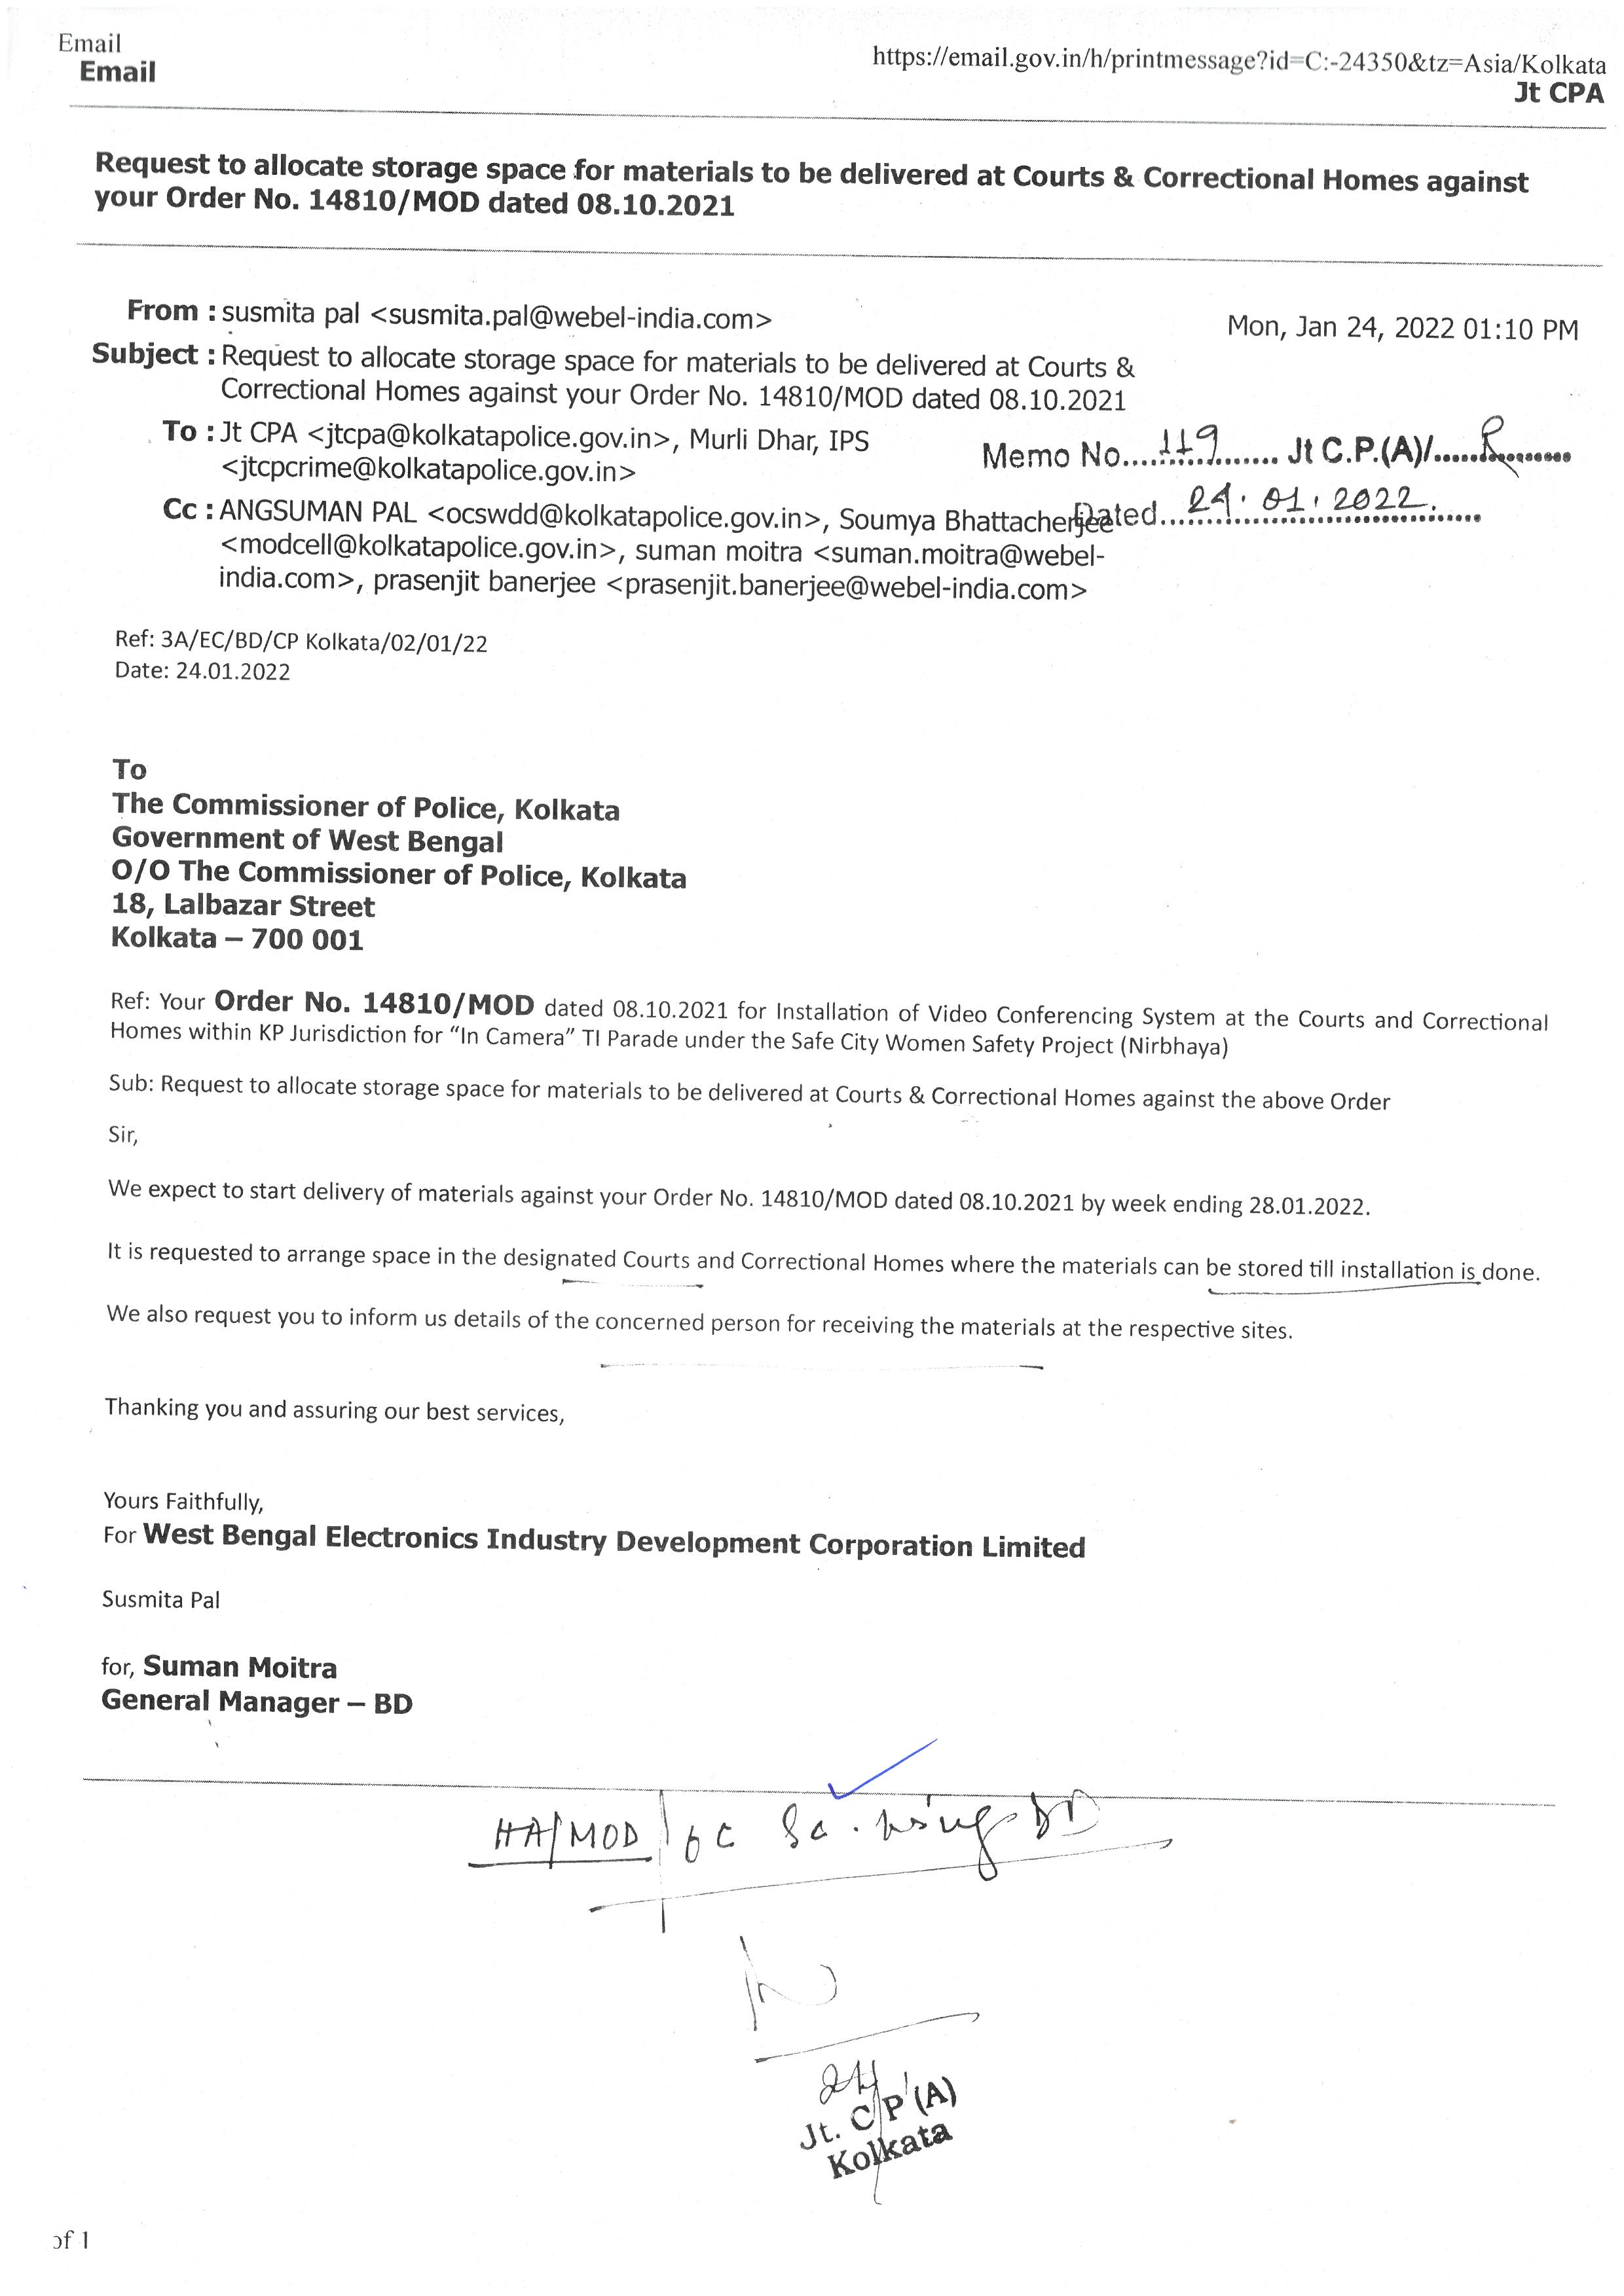 Email
https://email.gov.in/h/printmessage?id=C:-24350&tz=Asia/Kolkata
Email
Jt CPA
Request to allocate storage space for materials to be delivered at Courts & Correctional Homes against
your Order No. 14810/MOD dated 08.10.2021
From : susmita pal <susmita.pal@webel-india.com>
Mon, Jan 24, 2022 01:10 PM
Subject : Request to allocate storage space for materials to be delivered at Courts &
Correctional Homes against your Order No. 14810/MOD dated 08.10.2021
To : Jt CPA <jtcpa@kolkatapolice.gov.in>, Murli Dhar, IPS
<jtcpcrime@kolkatapolice.gov.in>
Memo No....119....... Jt C.P.(A)/.....R........
Cc : ANGSUMAN PAL <ocswdd@kolkatapolice.gov.in>, Soumya Bhattacherjee
Dated...24.01.2022.
<modcell@kolkatapolice.gov.in>, suman moitra <suman.moitra@webel-
india.com>, prasenjit banerjee <prasenjit.banerjee@webel-india.com>
Ref: 3A/EC/BD/CP Kolkata/02/01/22
Date: 24.01.2022
To
The Commissioner of Police, Kolkata
Government of West Bengal
O/O The Commissioner of Police, Kolkata
18, Lalbazar Street
Kolkata – 700 001
Ref: Your Order No. 14810/MOD dated 08.10.2021 for Installation of Video Conferencing System at the Courts and Correctional
Homes within KP Jurisdiction for “In Camera” TI Parade under the Safe City Women Safety Project (Nirbhaya)
Sub: Request to allocate storage space for materials to be delivered at Courts & Correctional Homes against the above Order
Sir,
We expect to start delivery of materials against your Order No. 14810/MOD dated 08.10.2021 by week ending 28.01.2022.
It is requested to arrange space in the designated Courts and Correctional Homes where the materials can be stored till installation is done.
We also request you to inform us details of the concerned person for receiving the materials at the respective sites.
Thanking you and assuring our best services,
Yours Faithfully,
For West Bengal Electronics Industry Development Corporation Limited
Susmita Pal
for, Suman Moitra
General Manager – BD
HA/MOD OC DD
24/1
Jt. C P (A)
Kolkata
of 1